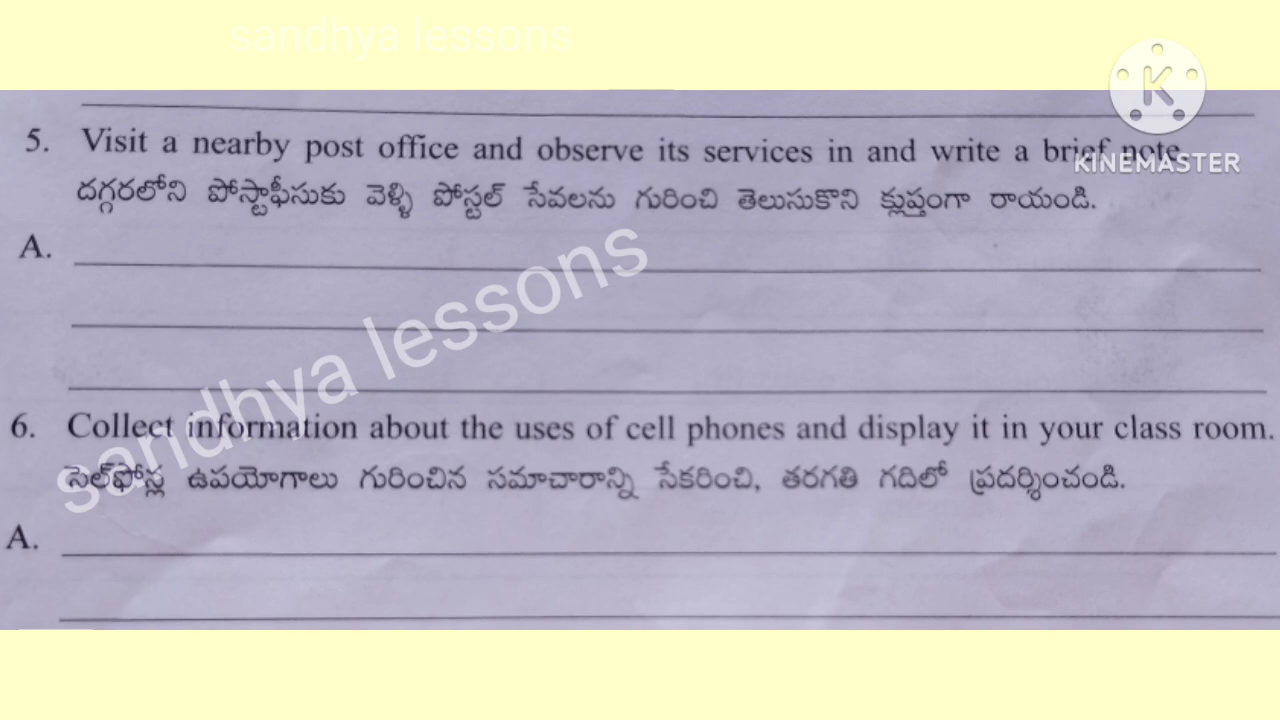 sandhya lessons
KINEMASTER
5. Visit a nearby post office and observe its services in and write a brief note.
దగ్గరలోని పోస్టాఫీసుకు వెళ్ళి పోస్టల్ సేవలను గురించి తెలుసుకొని క్లుప్తంగా రాయండి.
A.
sandhya lessons
6. Collect information about the uses of cell phones and display it in your class room.
సెల్‌ఫోన్ల ఉపయోగాలు గురించిన సమాచారాన్ని సేకరించి, తరగతి గదిలో ప్రదర్శించండి.
A.